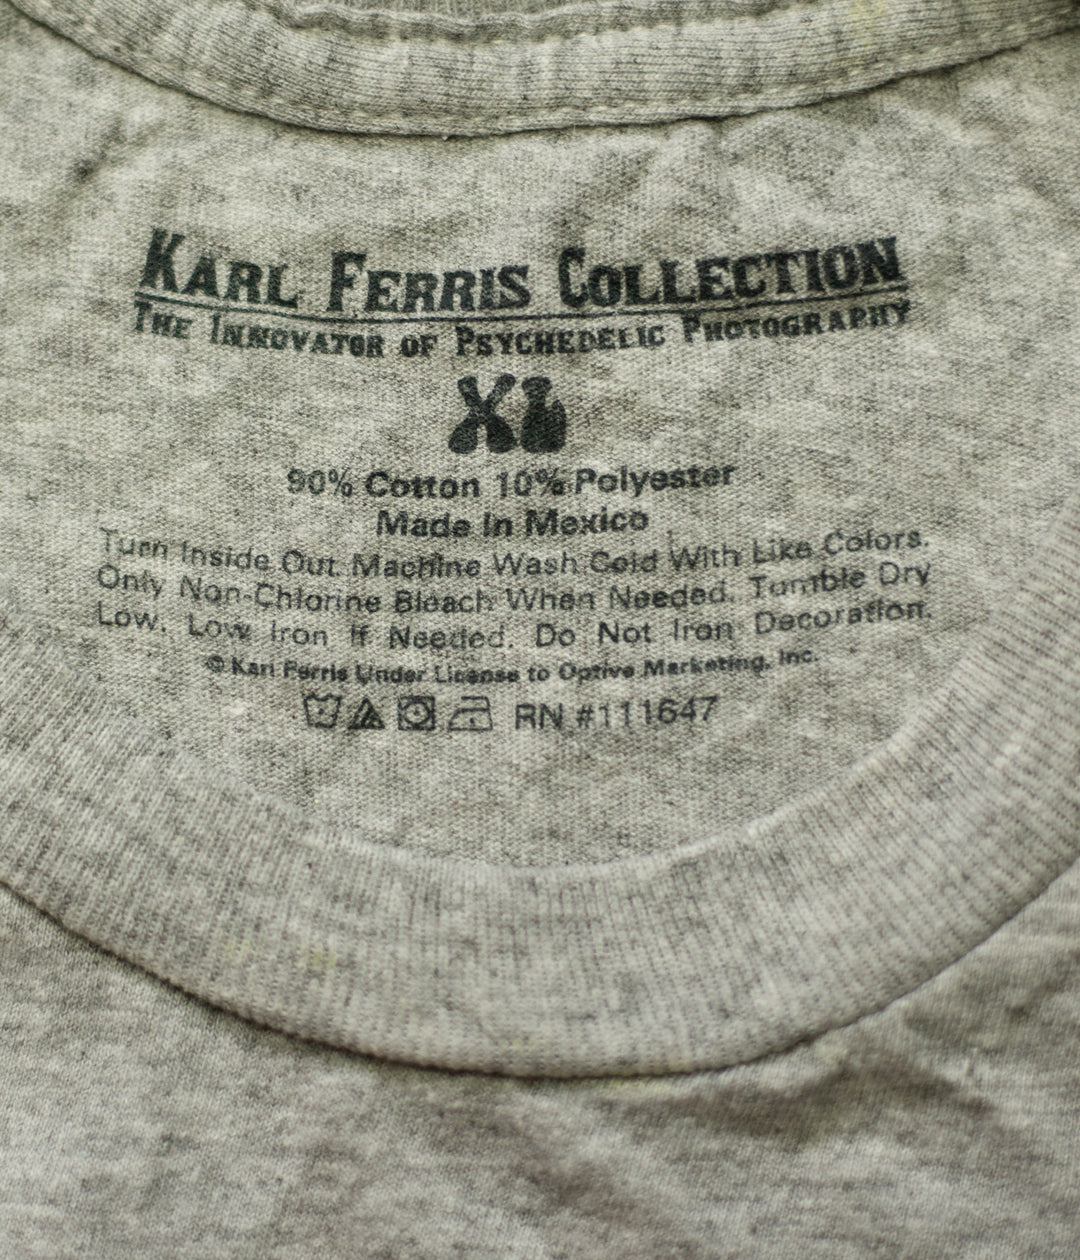 KARL FERRIS COLLECTION
THE INNOVATOR OF PSYCHEDELIC PHOTOGRAPHY
XL
90% Cotton 10% Polyester
Made In Mexico
Turn Inside Out. Machine Wash Cold With Like Colors.
Only Non-Chlorine Bleach When Needed. Tumble Dry
Low. Low Iron If Needed. Do Not Iron Decoration.
© Karl Ferris Under License to Optive Marketing, Inc.
RN #111647